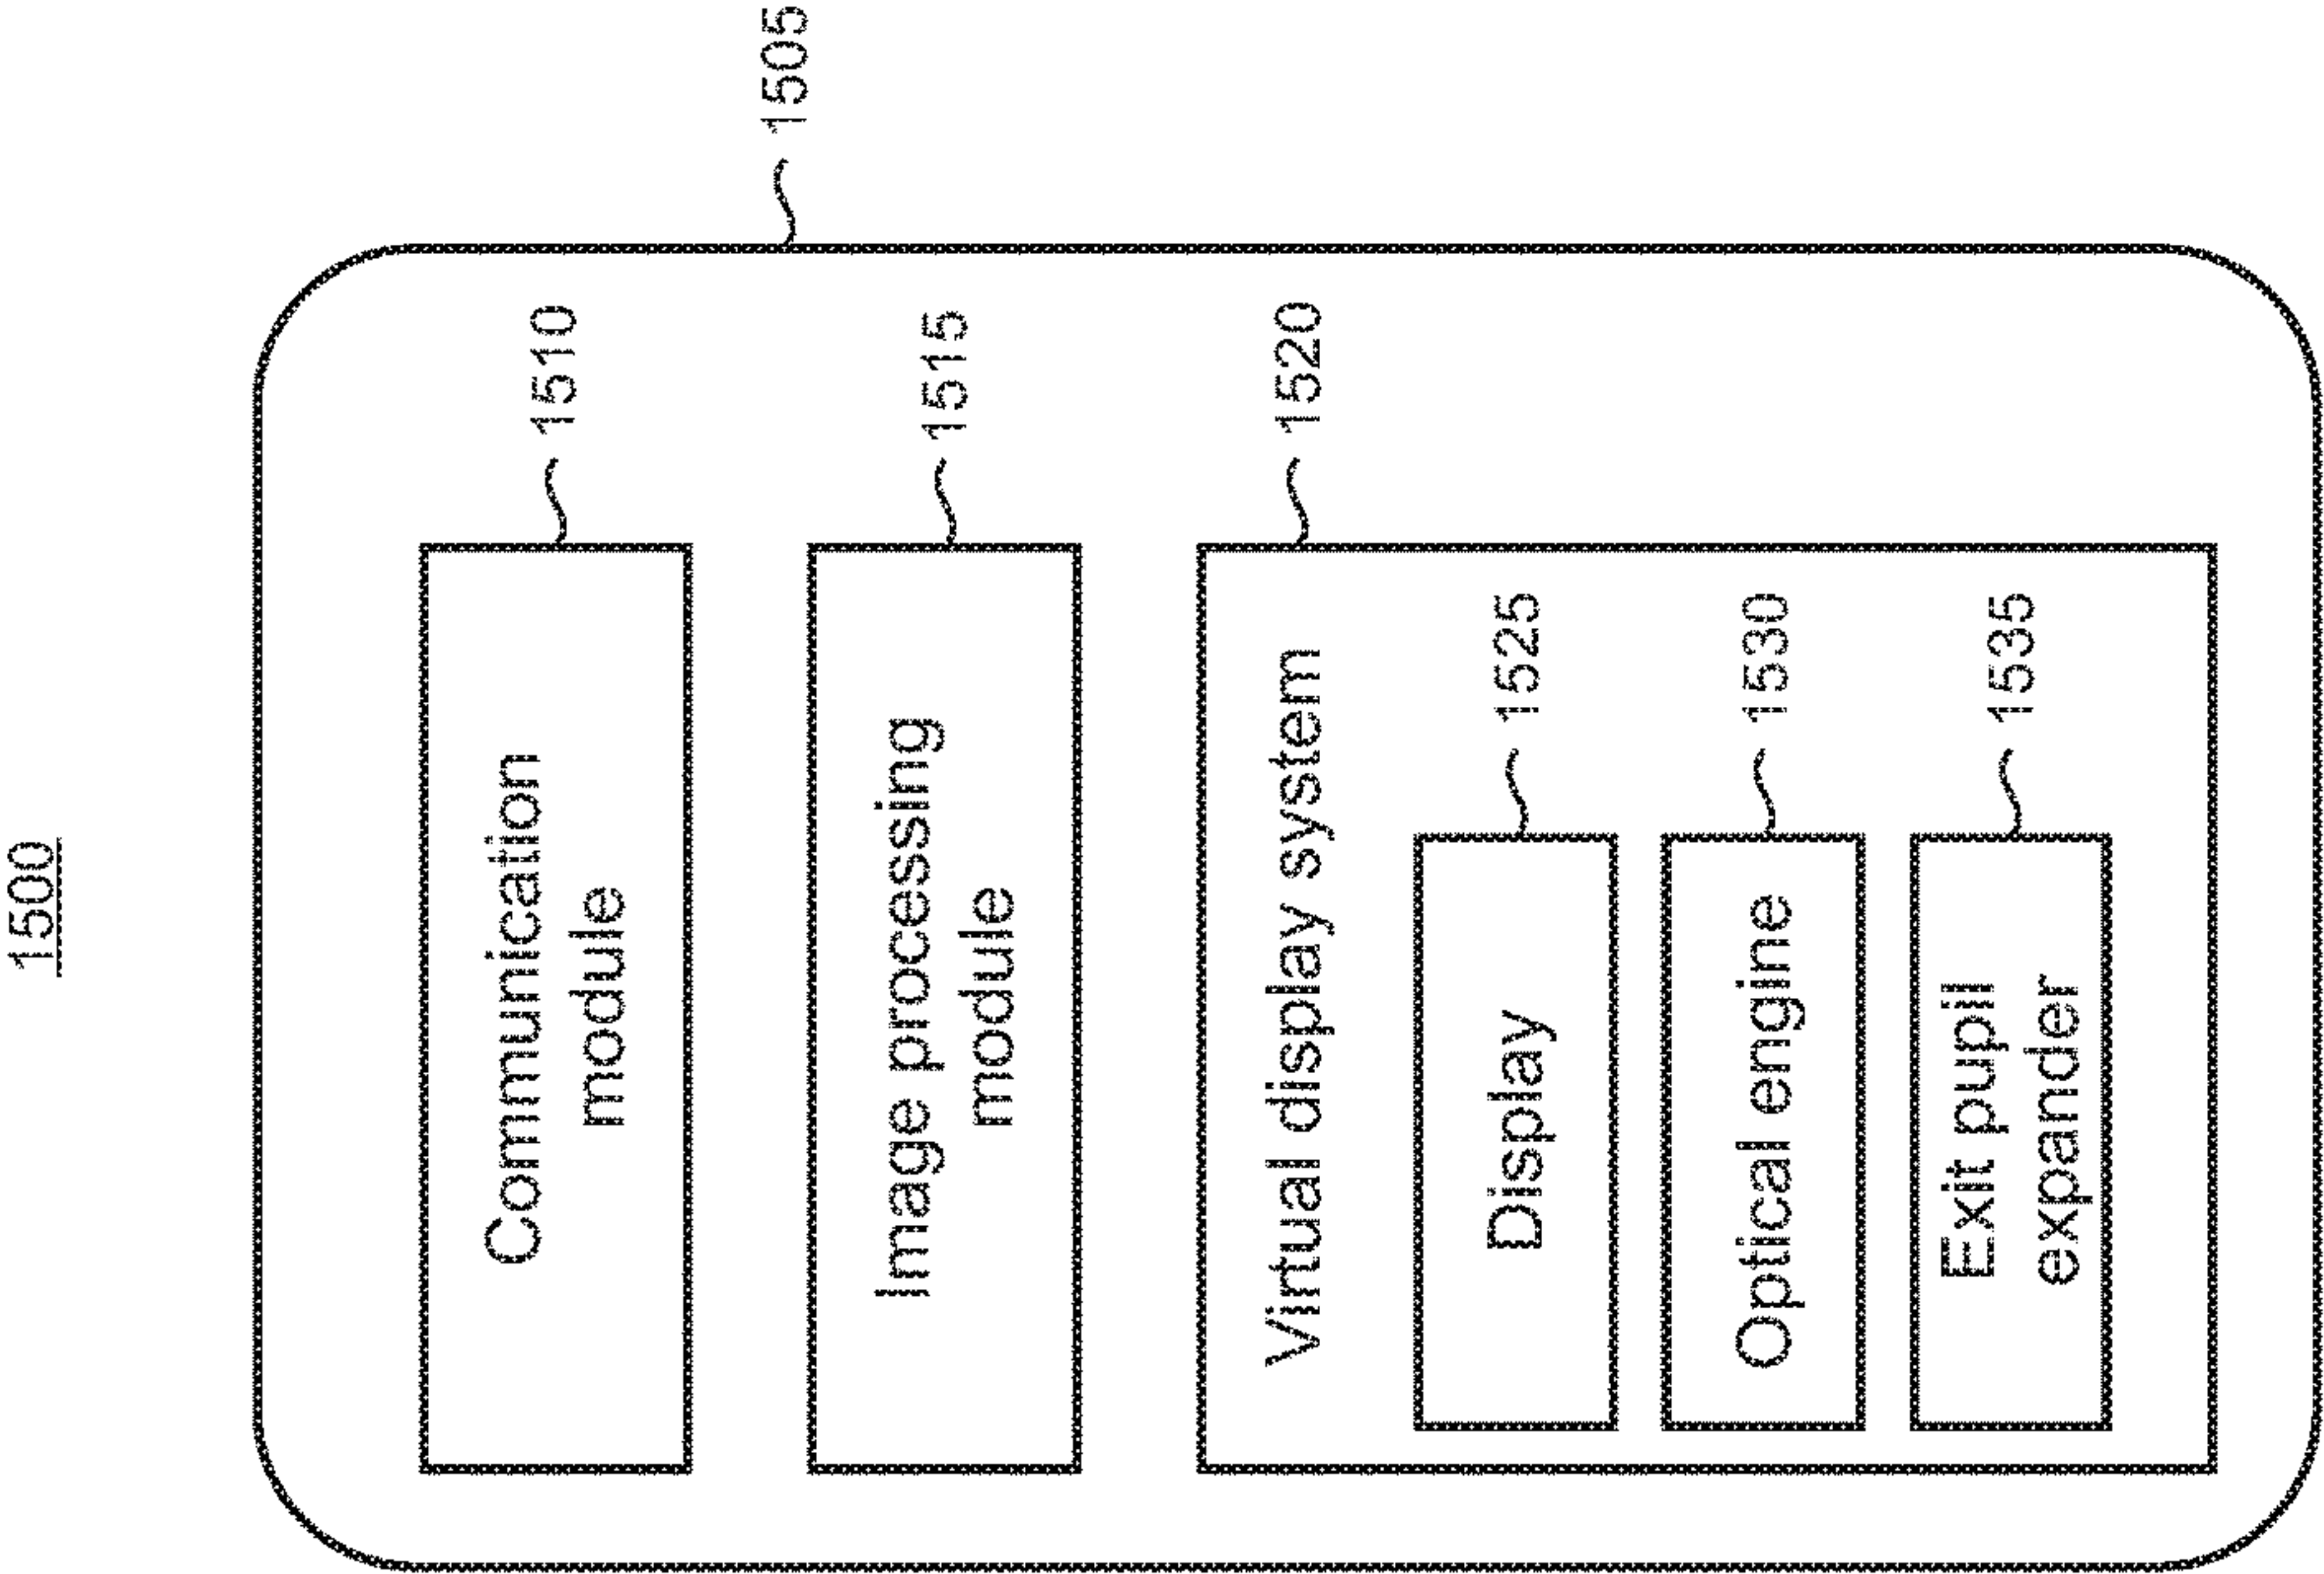 1500
1505
Communication
module
1510
Image processing
module
1515
Virtual display system
1520
Display
1525
Optical engine
1530
Exit pupil
expander
1535